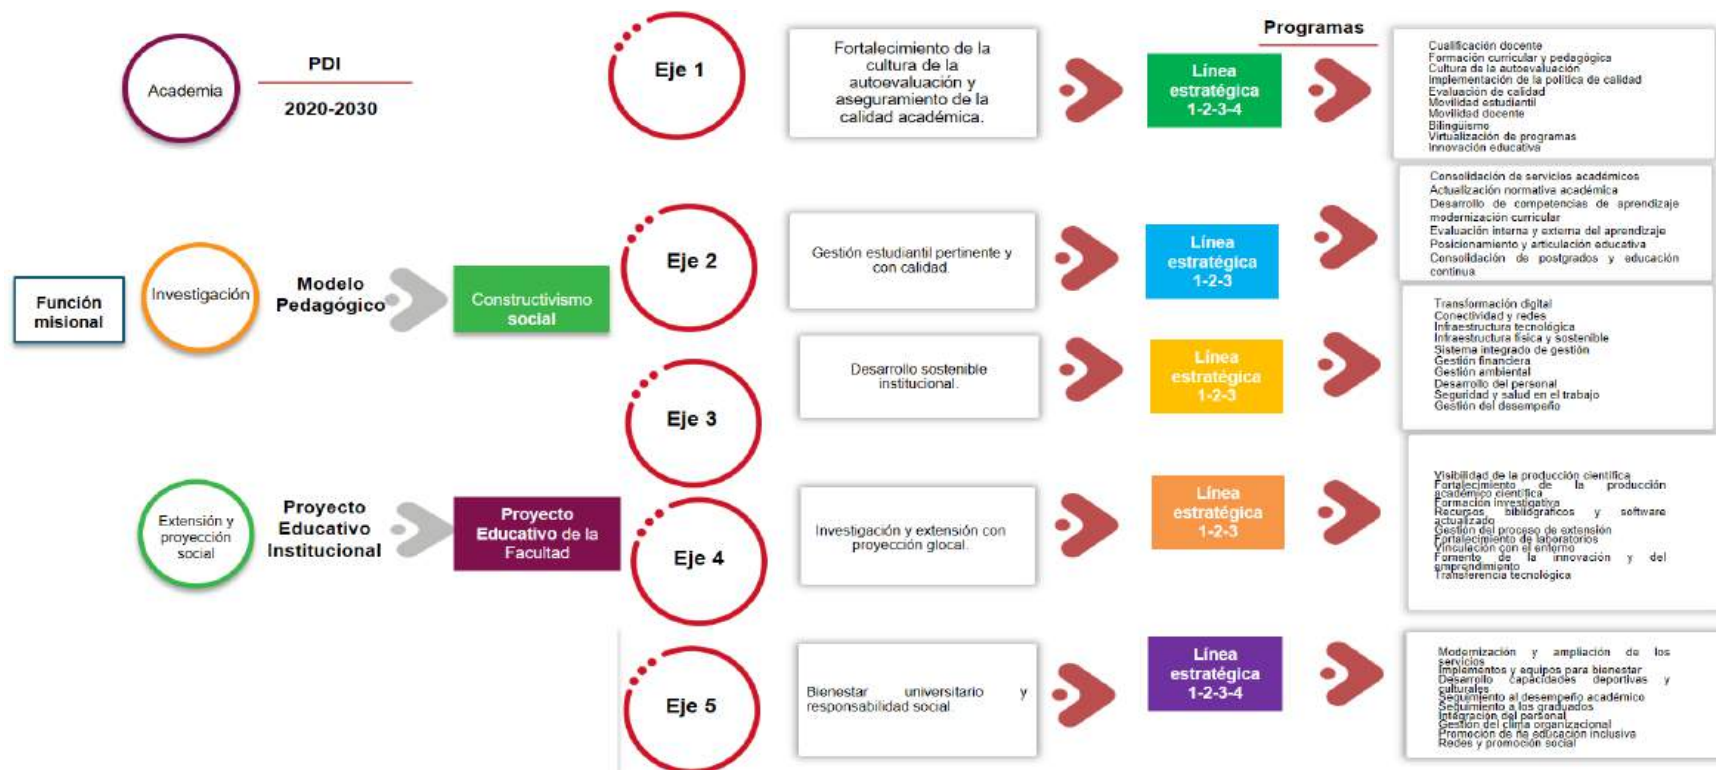 Academia
PDI
2020-2030
Función
misional
Investigación
Modelo
Pedagógico
Constructivismo
social
Extensión y
proyección
social
Proyecto
Educativo
Institucional
Proyecto
Educativo de la
Facultad
Programas
Eje 1
Fortalecimiento de la
cultura de la
autoevaluación y
aseguramiento de la
calidad académica.
Línea
estratégica
1-2-3-4
Cualificación docente
Formación curricular y pedagógica
Cultura de la autoevaluación
Implementación de la política de calidad
Evaluación de calidad
Movilidad estudiantil
Movilidad docente
Bilingüismo
Virtualización de programas
Innovación educativa
Eje 2
Gestión estudiantil pertinente y
con calidad.
Línea
estratégica
1-2-3
Consolidación de servicios académicos
Actualización normativa académica
Desarrollo de competencias de aprendizaje
modernización curricular
Evaluación interna y externa del aprendizaje
Posicionamiento y articulación educativa
Consolidación de postgrados y educación
continua
Eje 3
Desarrollo sostenible
institucional.
Línea
estratégica
1-2-3
Transformación digital
Conectividad y redes
Infraestructura tecnológica
Infraestructura física y sostenible
Sistema integrado de gestión
Gestión financiera
Gestión ambiental
Desarrollo del personal
Seguridad y salud en el trabajo
Gestión del desempeño
Eje 4
Investigación y extensión con
proyección glocal.
Línea
estratégica
1-2-3
Visibilidad de la producción científica
Fortalecimiento de la producción
académico científica
Formación investigativa
Recursos bibliográficos y software
actualizado
Gestión del proceso de extensión
Fortalecimiento de laboratorios
Vinculación con el entorno
Fomento de la innovación y del
emprendimiento
Transferencia tecnológica
Eje 5
Bienestar universitario y
responsabilidad social.
Línea
estratégica
1-2-3-4
Modernización y ampliación de los
servicios
Implementos y equipos para bienestar
Desarrollo capacidades deportivas y
culturales
Seguimiento al desempeño académico
Seguimiento a los graduados
Integración del personal
Gestión del clima organizacional
Promoción de ña educación inclusiva
Redes y promoción social